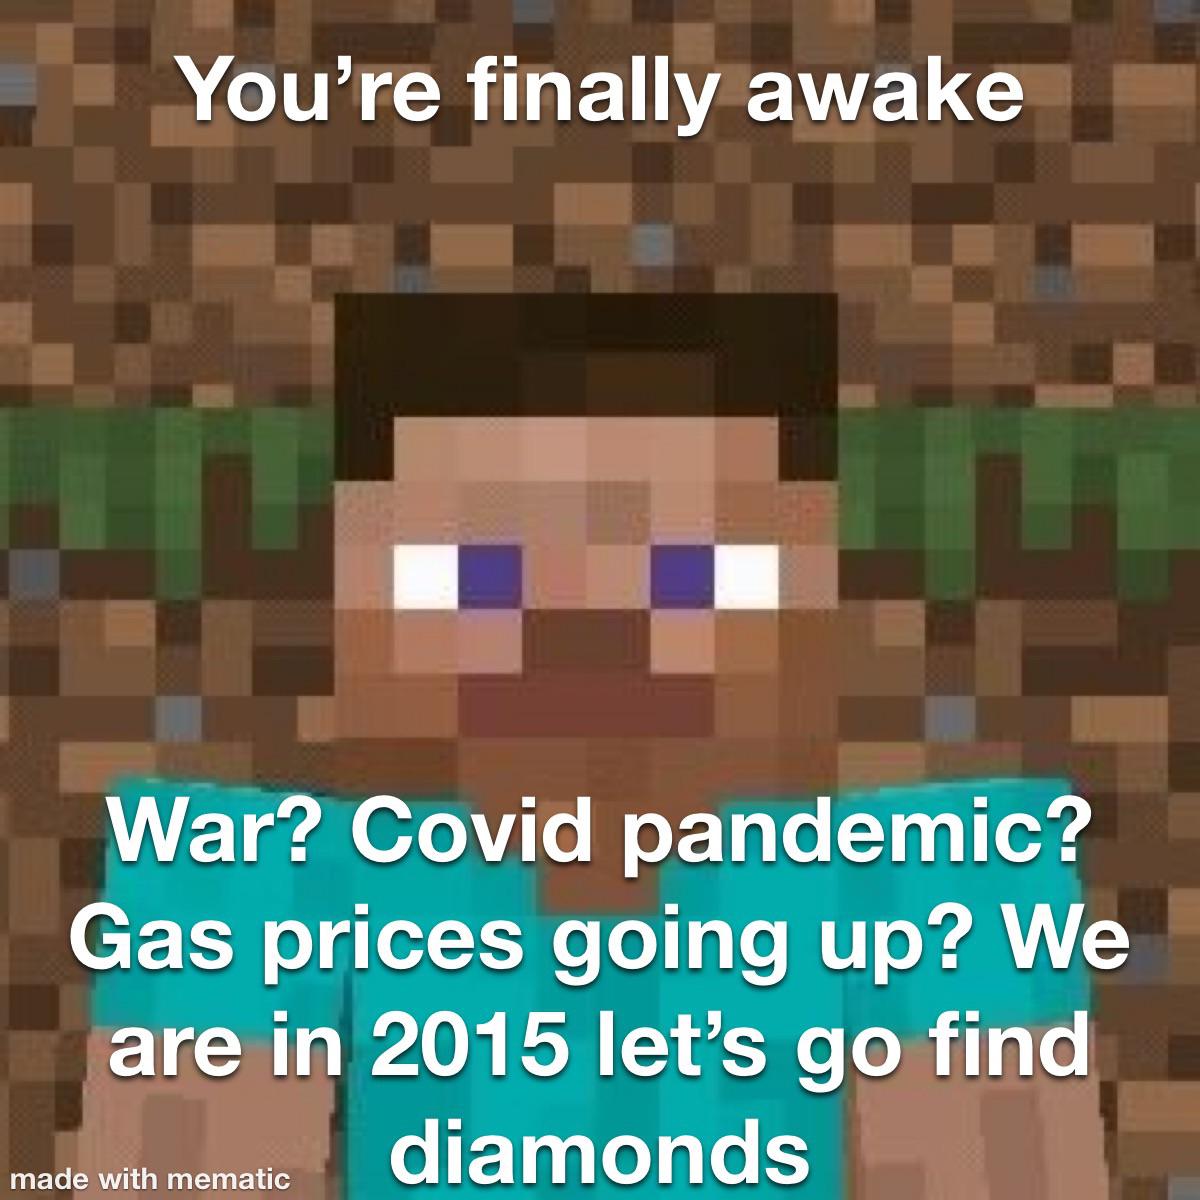 You’re finally awake
War? Covid pandemic?
Gas prices going up? We
are in 2015 let’s go find
diamonds
made with mematic